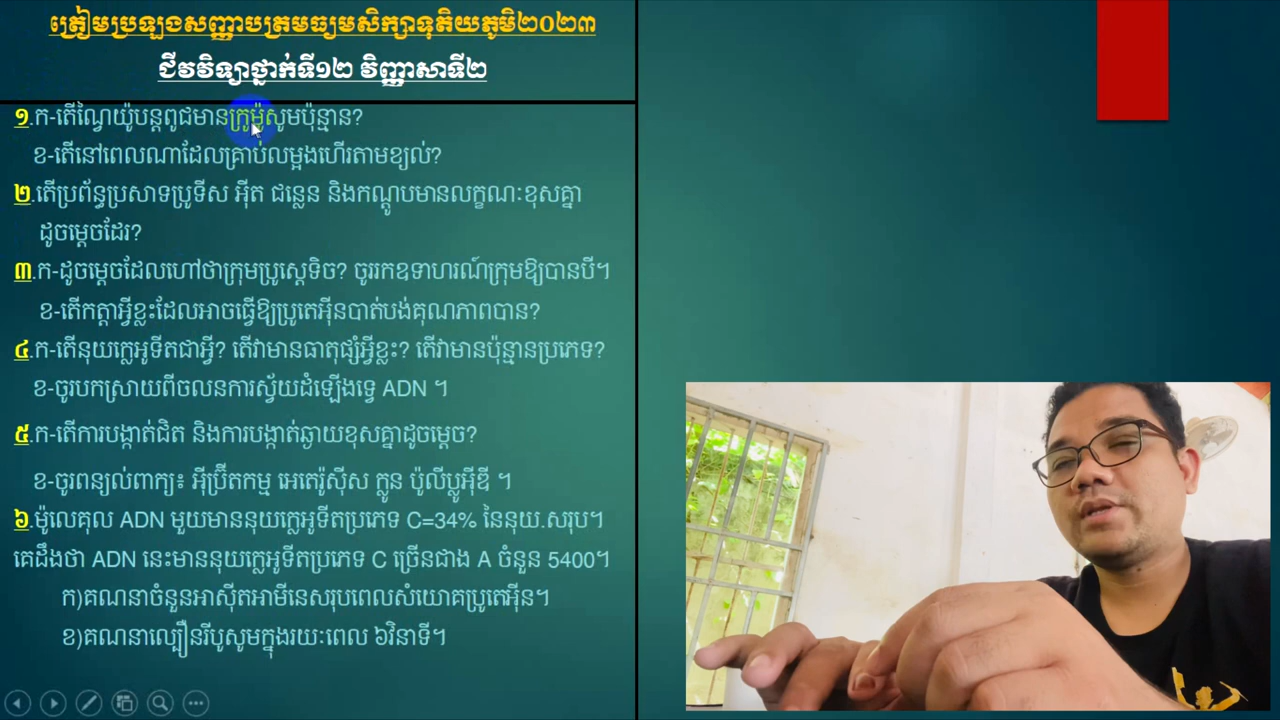 ត្រៀមប្រឡងសញ្ញាបត្រមធ្យមសិក្សាទុតិយភូមិ២០២៣
ជីវវិទ្យាថ្នាក់ទី១២ វិញ្ញាសាទី២
១.ក-តើណ្វៃយ៉ូបន្តពូជមានក្រូម៉ូសូមប៉ុន្មាន?
ខ-តើនៅពេលណាដែលគ្រាប់លម្អងហើរតាមខ្យល់?
២.តើប្រព័ន្ធប្រសាទប្រូទីស អ៊ីត ជន្លេន និងកណ្តូបមានលក្ខណៈខុសគ្នា
ដូចម្តេចដែរ?
៣.ក-ដូចម្តេចដែលហៅថាក្រុមប្រូស្តេទិច? ចូររកឧទាហរណ៍ក្រុមឱ្យបានបី។
ខ-តើកត្តាអ្វីខ្លះដែលអាចធ្វើឱ្យប្រូតេអ៊ីនបាត់បង់គុណភាពបាន?
៤.ក-តើនុយក្លេអូទីតជាអ្វី? តើវាមានធាតុផ្សំអ្វីខ្លះ? តើវាមានប៉ុន្មានប្រភេទ?
ខ-ចូរបកស្រាយពីចលនការស្វ័យដំឡើងទ្វេ ADN ។
៥.ក-តើការបង្កាត់ជិត និងការបង្កាត់ឆ្ងាយខុសគ្នាដូចម្តេច?
ខ-ចូរពន្យល់ពាក្យ៖ អ៊ីប្រ៊ីតកម្ម អេតេរ៉ូស៊ីស ក្លូន ប៉ូលីប្លូអ៊ីឌី ។
៦.ម៉ូលេគុល ADN មួយមាននុយក្លេអូទីតប្រភេទ C=34% នៃនុយ.សរុប។
គេដឹងថា ADN នេះមាននុយក្លេអូទីតប្រភេទ C ច្រើនជាង A ចំនួន 5400។
ក)គណនាចំនួនអាស៊ីតអាមីនេសរុបពេលសំយោគប្រូតេអ៊ីន។
ខ)គណនាល្បឿនរីបូសូមក្នុងរយៈពេល ៦វិនាទី។